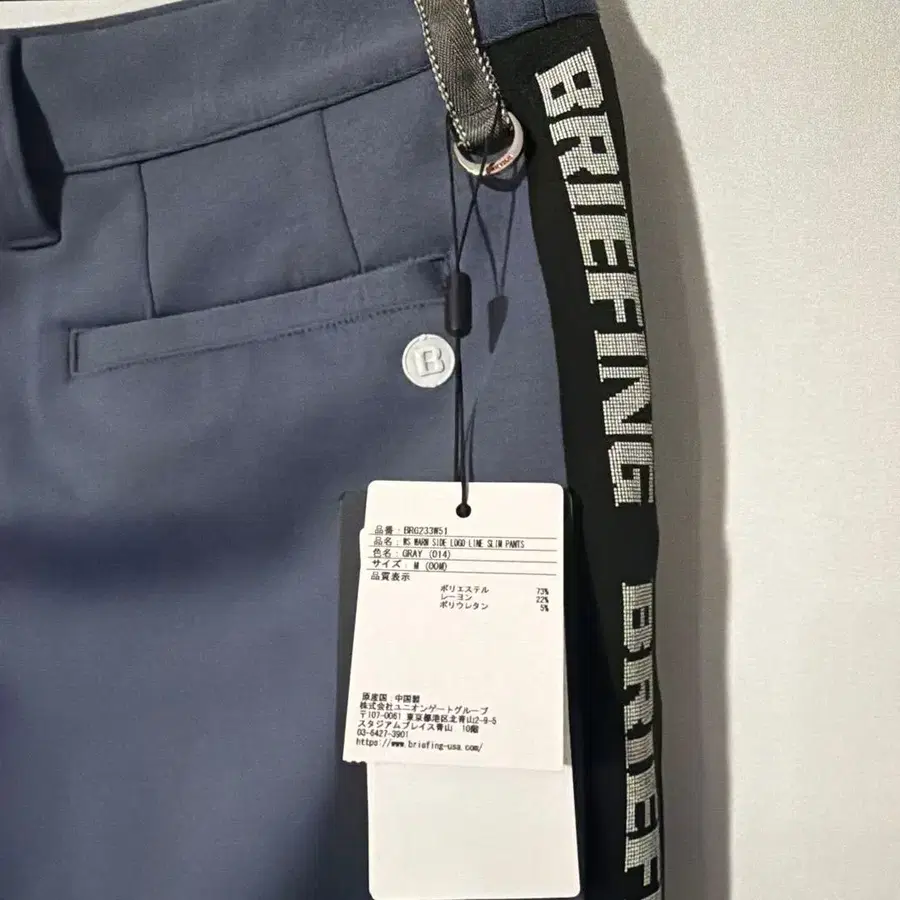 BRIEFING
B
品番：BRG233W51
品名：WS WARM SIDE LOGO LINE SLIM PANTS
色名：GRAY (014)
サイズ：M (00M)
品質表示
ポリエステル 73%
レーヨン 22%
ポリウレタン 5%
原産国：中国製
株式会社ユニオンゲートグループ
〒107-0061 東京都港区北青山2-9-5
スタジアムプレイス青山 10階
03-6427-3901
https://www.briefing-usa.com/
BRIEF